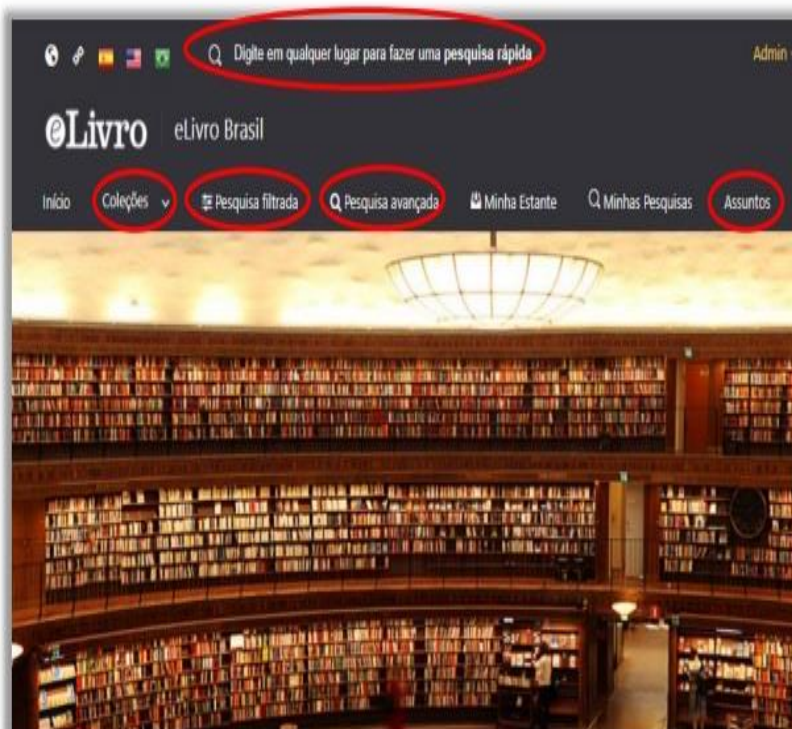 Digite em qualquer lugar para fazer uma pesquisa rápida Admin
eLivro eLivro Brasil
Início Coleções Pesquisa filtrada Pesquisa avançada Minha Estante Minhas Pesquisas Assuntos